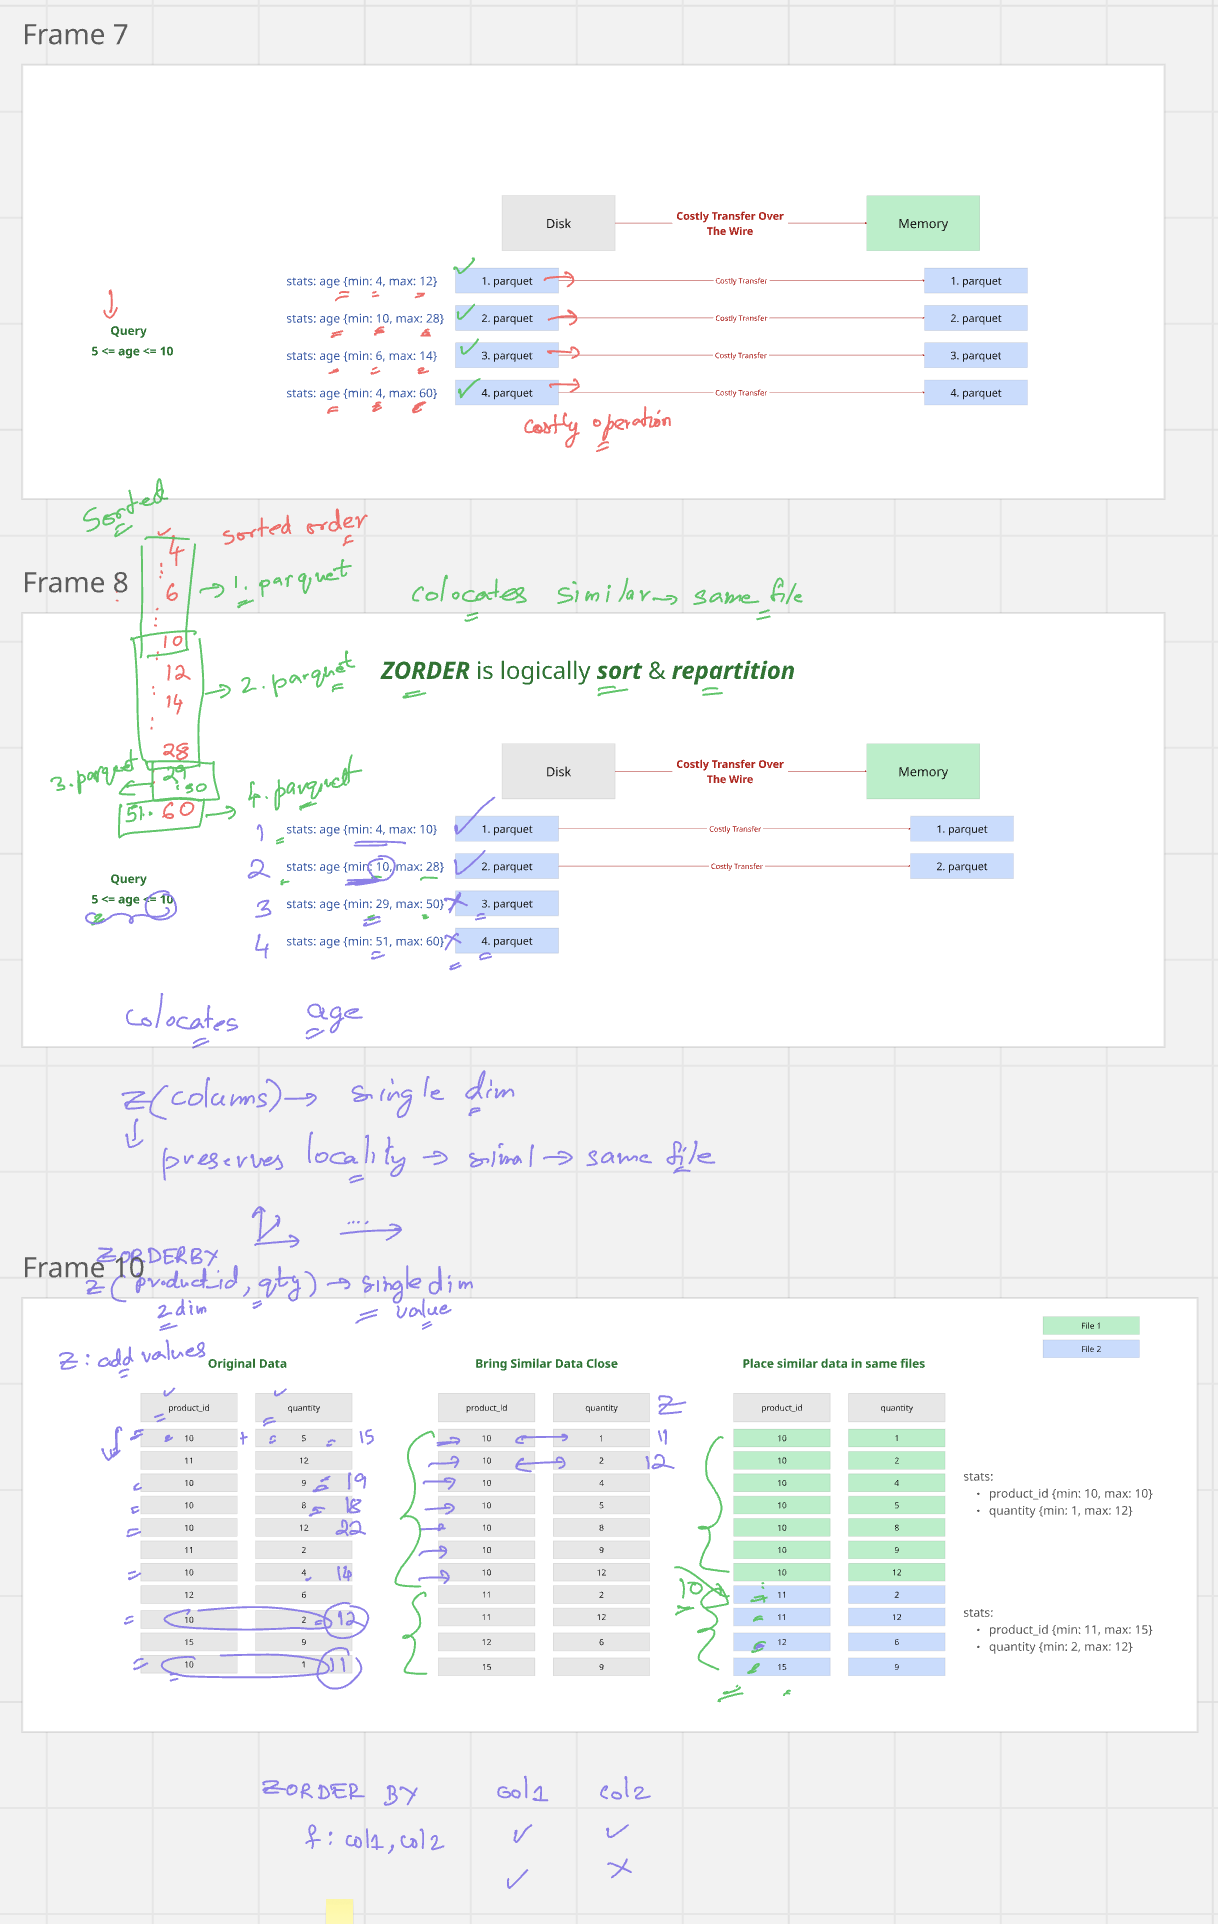 Frame 7
Disk
Costly Transfer Over
The Wire
Memory
stats: age {min: 4, max: 12}
1. parquet
Costly Transfer
1. parquet
stats: age {min: 10, max: 28}
2. parquet
Costly Transfer
2. parquet
stats: age {min: 6, max: 14}
3. parquet
Costly Transfer
3. parquet
stats: age {min: 4, max: 60}
4. parquet
Costly Transfer
4. parquet
Query
5 <= age <= 10
Costly operation
Sorted
sorted order
4
6
10
12
14
28
29
50
51
60
1. parquet
2. parquet
3. parquet
4. parquet
Frame 8
colocates similar → same file
ZORDER is logically sort & repartition
Disk
Costly Transfer Over
The Wire
Memory
1 stats: age {min: 4, max: 10}
1. parquet
Costly Transfer
1. parquet
2 stats: age {min: 10, max: 28}
2. parquet
Costly Transfer
2. parquet
3 stats: age {min: 29, max: 50}
3. parquet
4 stats: age {min: 51, max: 60}
4. parquet
Query
5 <= age <= 10
colocates age
Z(columns) → single dim
preserves locality → simal → same file
....
ZORDERBY
Frame 10
Z(product_id, qty) → single dim
2 dim value
Z: add values
File 1
File 2
Original Data
product_id quantity
10 + 5 15
11 12
10 9 19
10 8 18
10 12 22
11 2
10 4 14
12 6
10 2 12
15 9
10 1 11
Bring Similar Data Close
product_id quantity Z
10 1 11
10 2 12
10 4
10 5
10 8
10 9
10 12
11 2
11 12
12 6
15 9
Place similar data in same files
product_id quantity
10 1
10 2
10 4
10 5
10 8
10 9
10 12
10
11 2
11 12
12 6
15 9
stats:
• product_id {min: 10, max: 10}
• quantity {min: 1, max: 12}
stats:
• product_id {min: 11, max: 15}
• quantity {min: 2, max: 12}
ZORDER BY Col1 Col2
f: col1, col2